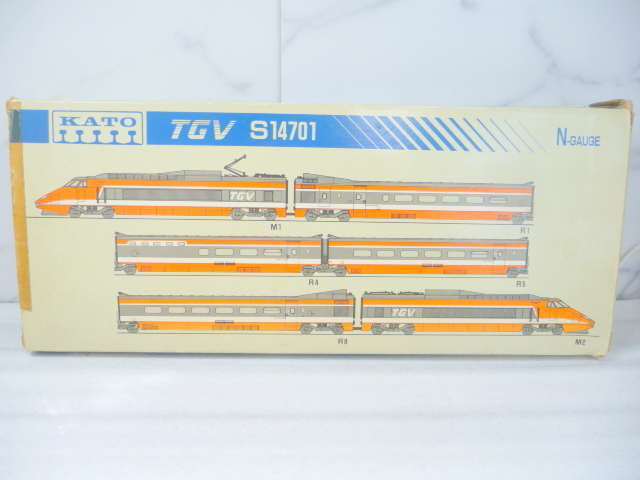 KATO TGV S14701 N-GAUGE
TGV
M1 R1
R4 R5
TGV
R8 M2